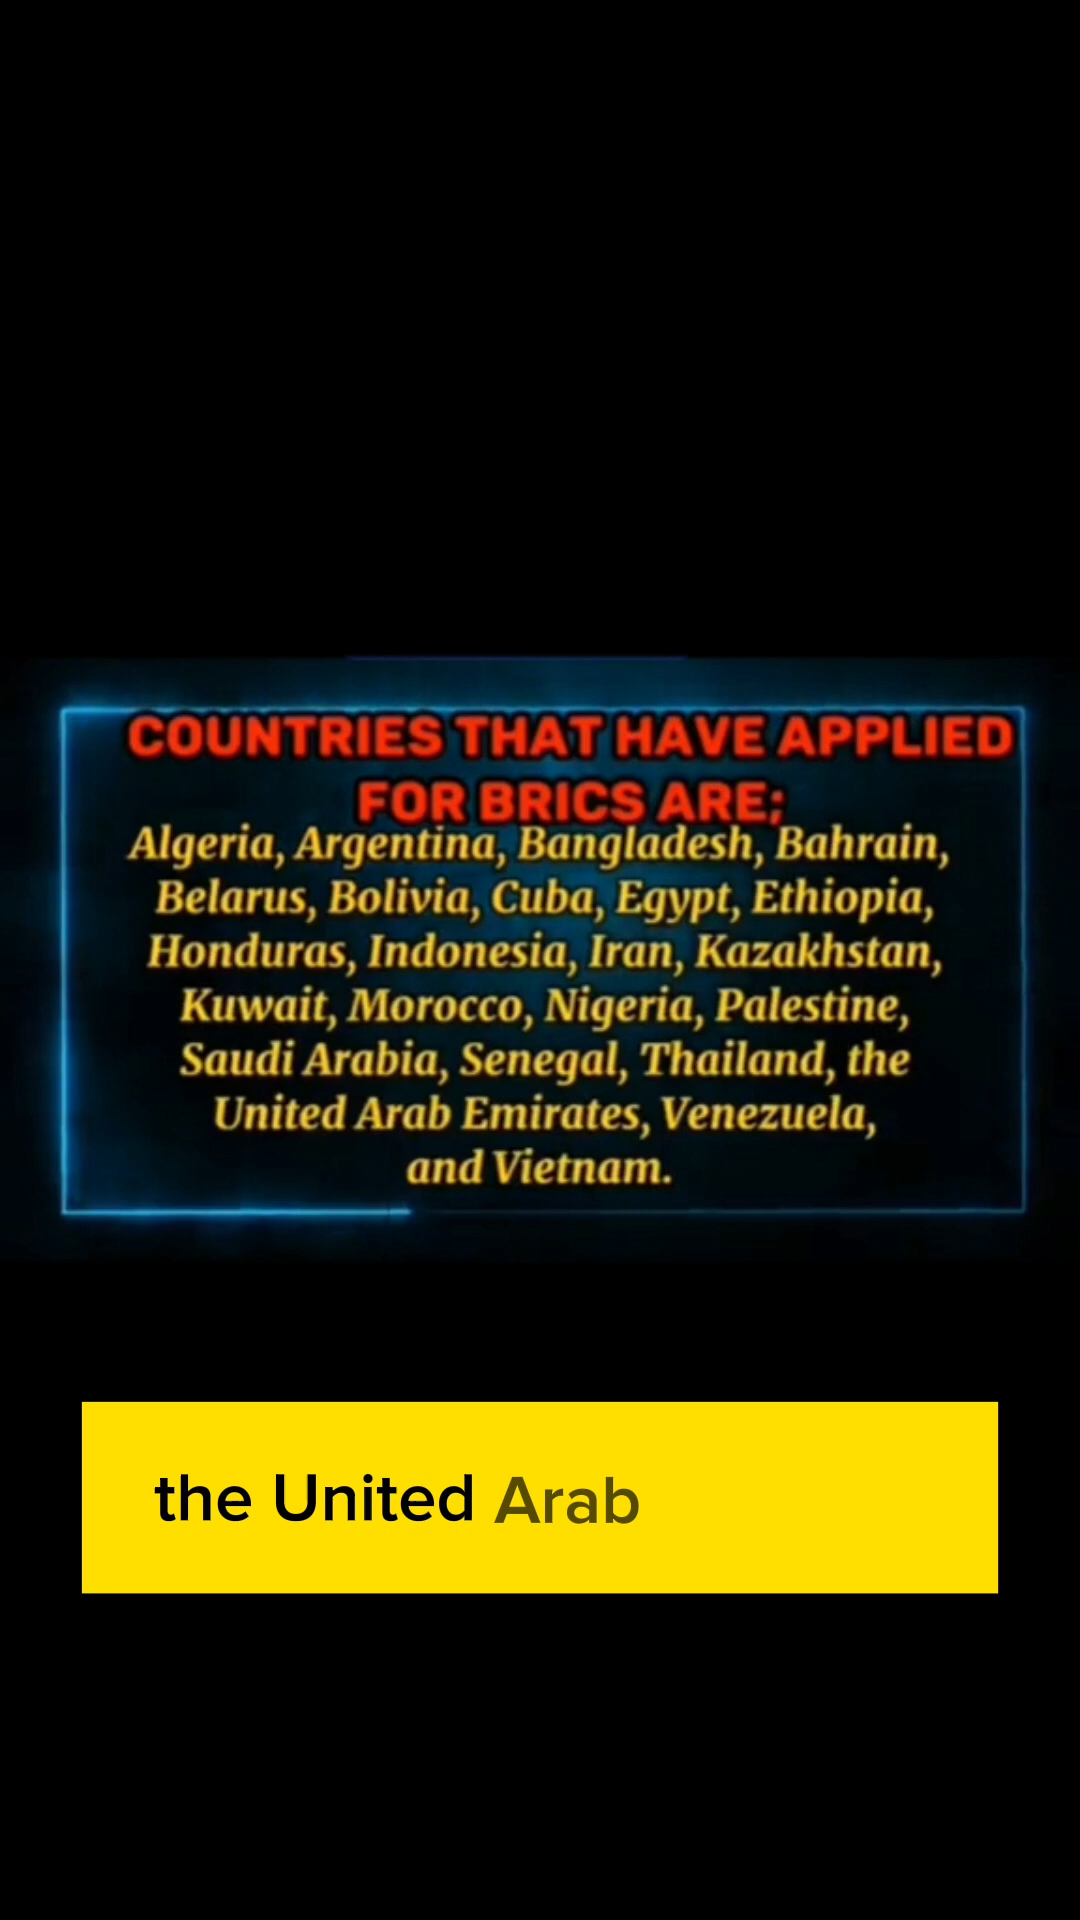 COUNTRIES THAT HAVE APPLIED
FOR BRICS ARE;
Algeria, Argentina, Bangladesh, Bahrain,
Belarus, Bolivia, Cuba, Egypt, Ethiopia,
Honduras, Indonesia, Iran, Kazakhstan,
Kuwait, Morocco, Nigeria, Palestine,
Saudi Arabia, Senegal, Thailand, the
United Arab Emirates, Venezuela,
and Vietnam.
the United Arab